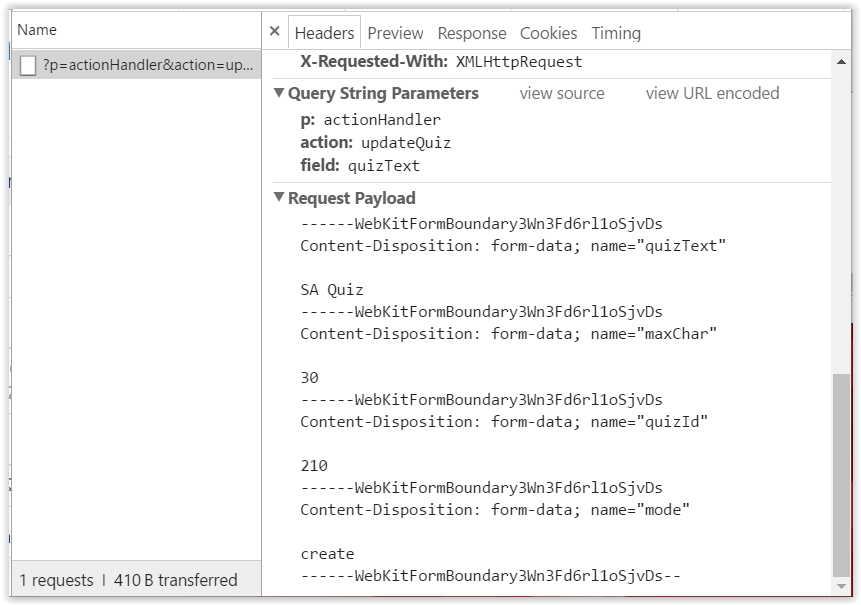 Name
× Headers Preview Response Cookies Timing
?p=actionHandler&action=up...
X-Requested-With: XMLHttpRequest
▼ Query String Parameters view source view URL encoded
p: actionHandler
action: updateQuiz
field: quizText
▼ Request Payload
------WebKitFormBoundary3Wn3Fd6rl1oSjvDs
Content-Disposition: form-data; name="quizText"

SA Quiz
------WebKitFormBoundary3Wn3Fd6rl1oSjvDs
Content-Disposition: form-data; name="maxChar"

30
------WebKitFormBoundary3Wn3Fd6rl1oSjvDs
Content-Disposition: form-data; name="quizId"

210
------WebKitFormBoundary3Wn3Fd6rl1oSjvDs
Content-Disposition: form-data; name="mode"

create
------WebKitFormBoundary3Wn3Fd6rl1oSjvDs--
1 requests | 410 B transferred